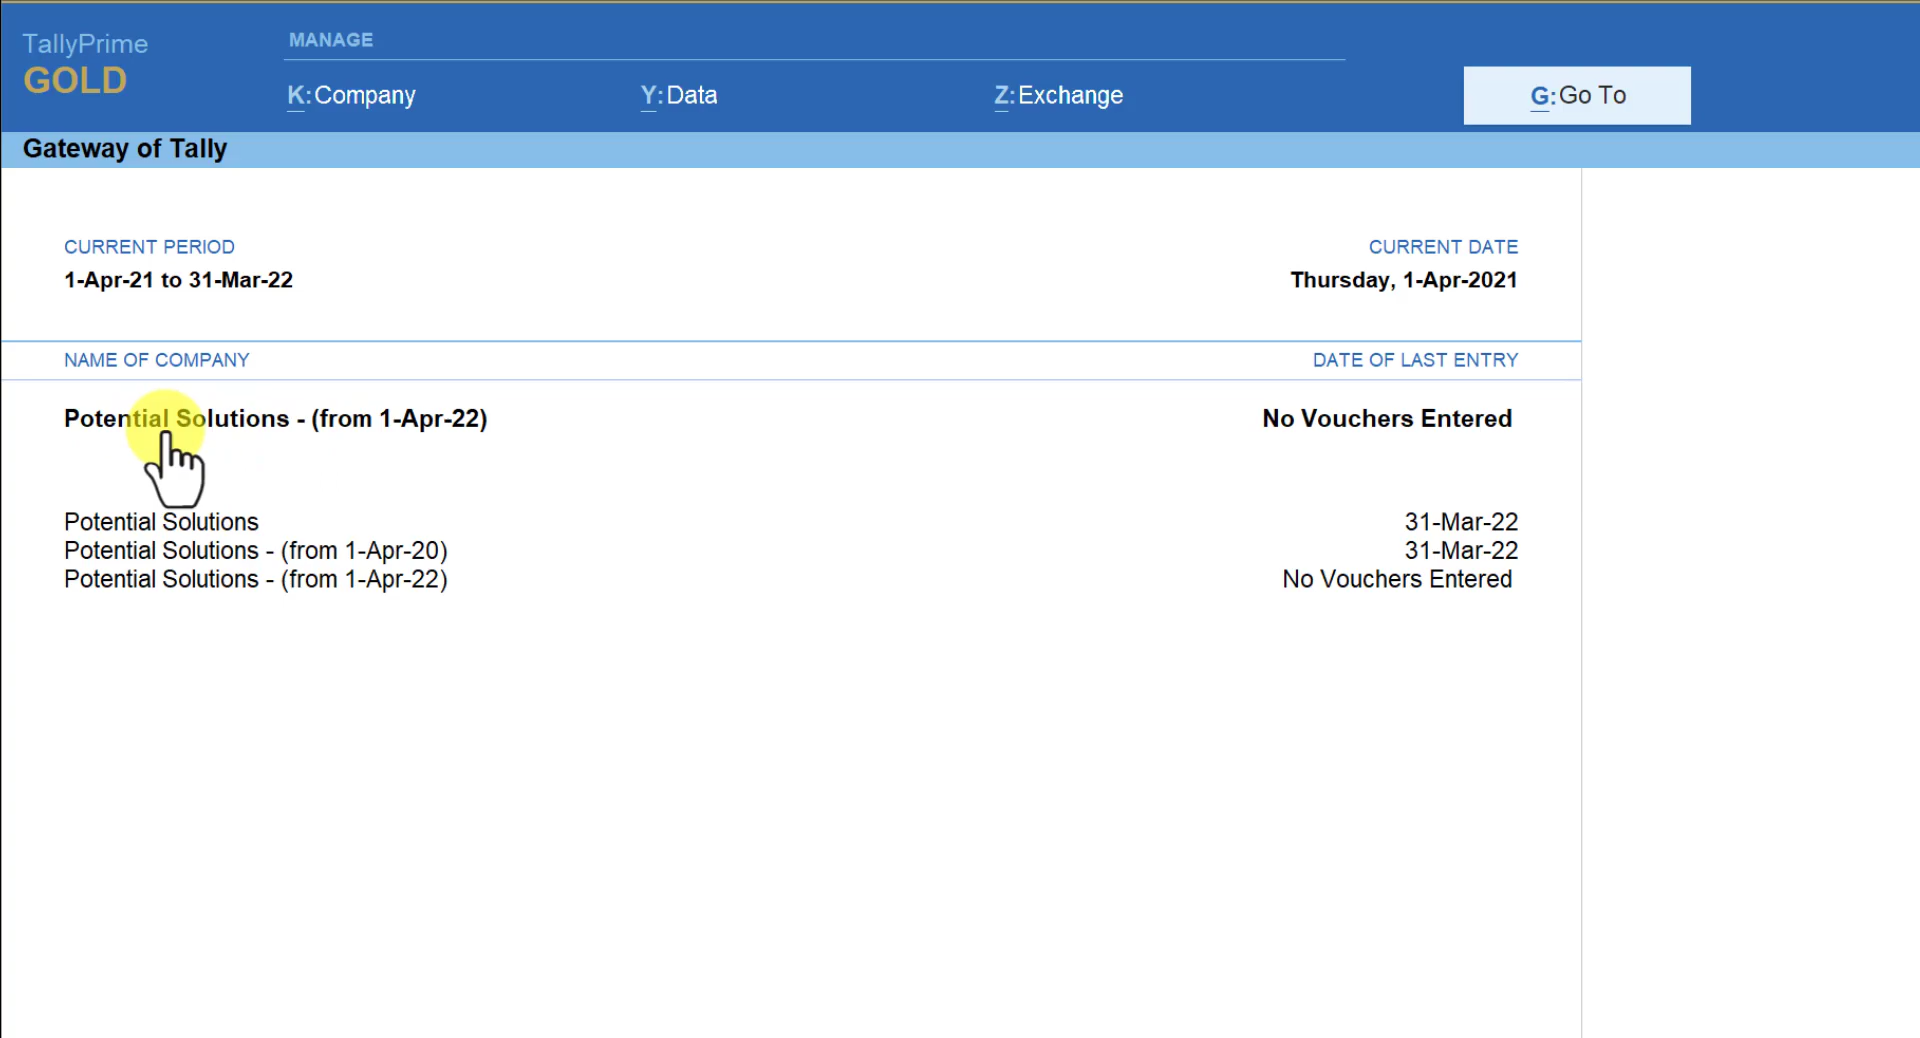 TallyPrime
GOLD
MANAGE
K:Company Y:Data Z:Exchange G:Go To
Gateway of Tally
CURRENT PERIOD CURRENT DATE
1-Apr-21 to 31-Mar-22 Thursday, 1-Apr-2021
NAME OF COMPANY DATE OF LAST ENTRY
Potential Solutions - (from 1-Apr-22) No Vouchers Entered
Potential Solutions 31-Mar-22
Potential Solutions - (from 1-Apr-20) 31-Mar-22
Potential Solutions - (from 1-Apr-22) No Vouchers Entered